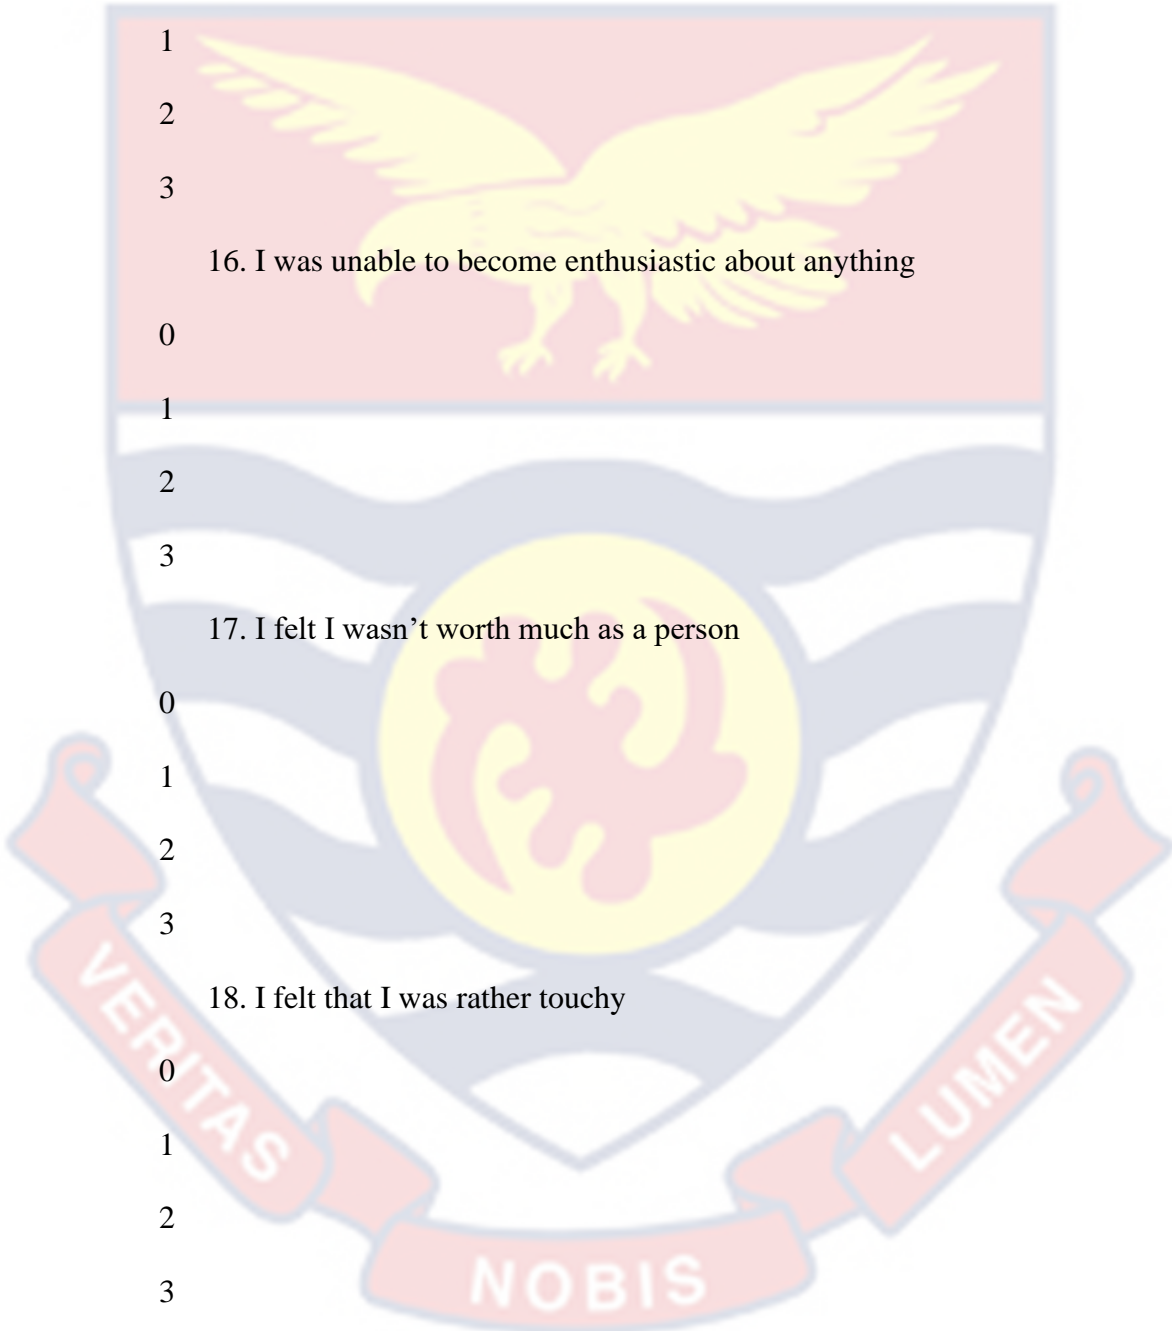 1
2
3
16. I was unable to become enthusiastic about anything
0
1
2
3
17. I felt I wasn’t worth much as a person
0
1
2
3
18. I felt that I was rather touchy
0
1
2
3
VERITAS
NOBIS
LUMEN